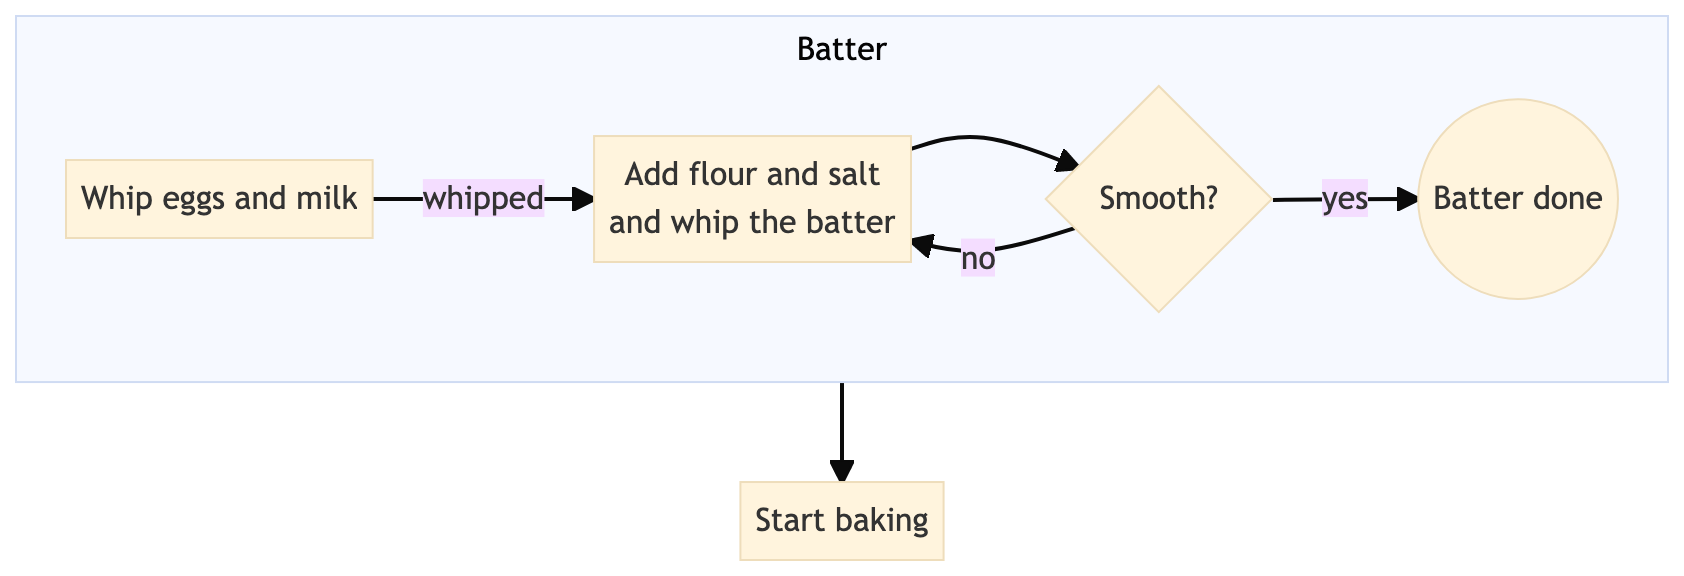 Batter
Whip eggs and milk
whipped
Add flour and salt
and whip the batter
no
Smooth?
yes
Batter done
Start baking